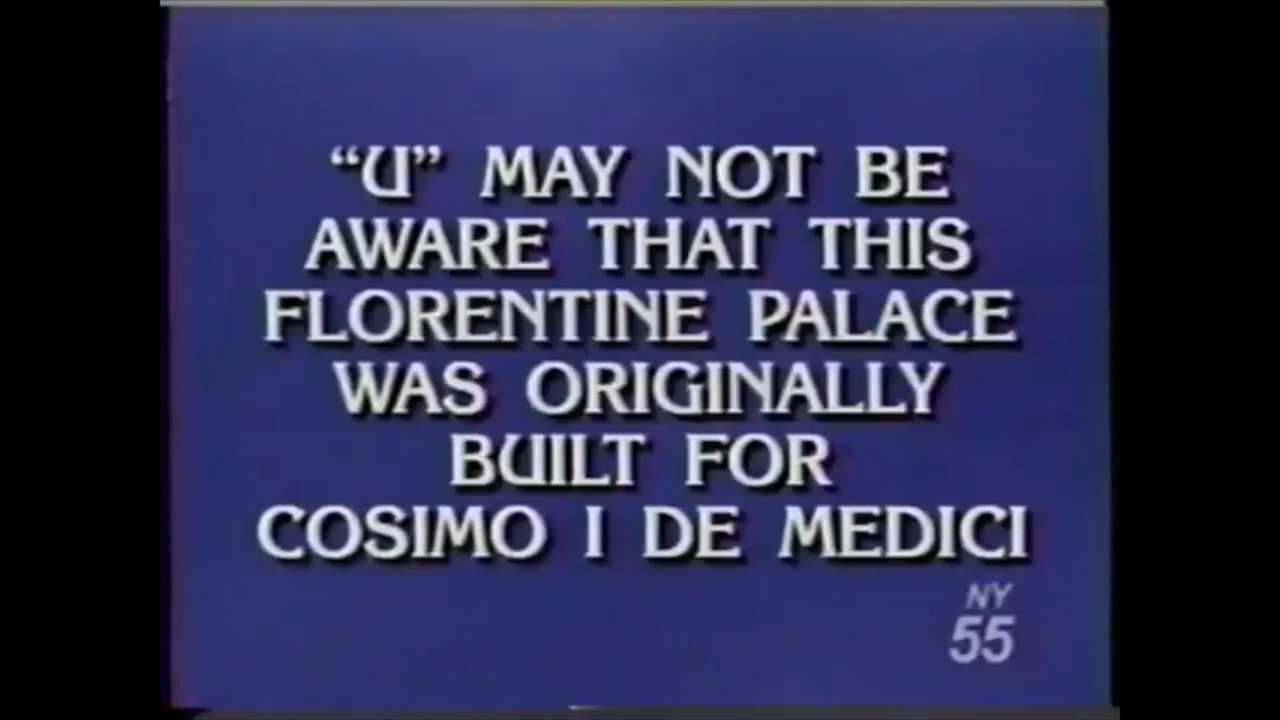 “U” MAY NOT BE
AWARE THAT THIS
FLORENTINE PALACE
WAS ORIGINALLY
BUILT FOR
COSIMO I DE MEDICI
NY
55